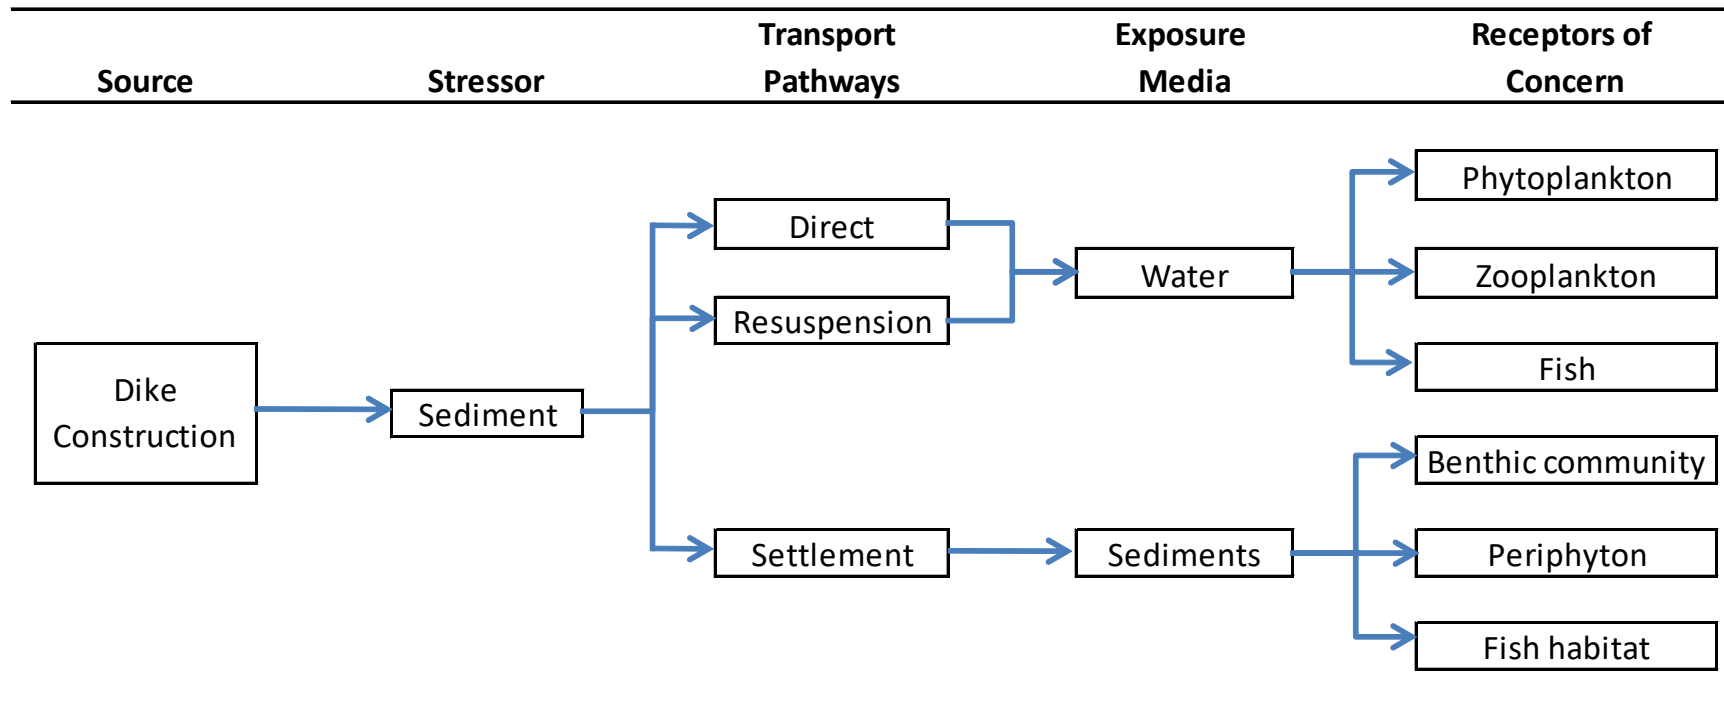 Source
Stressor
Transport
Pathways
Exposure
Media
Receptors of
Concern
Dike
Construction
Sediment
Direct
Resuspension
Settlement
Water
Sediments
Phytoplankton
Zooplankton
Fish
Benthic community
Periphyton
Fish habitat